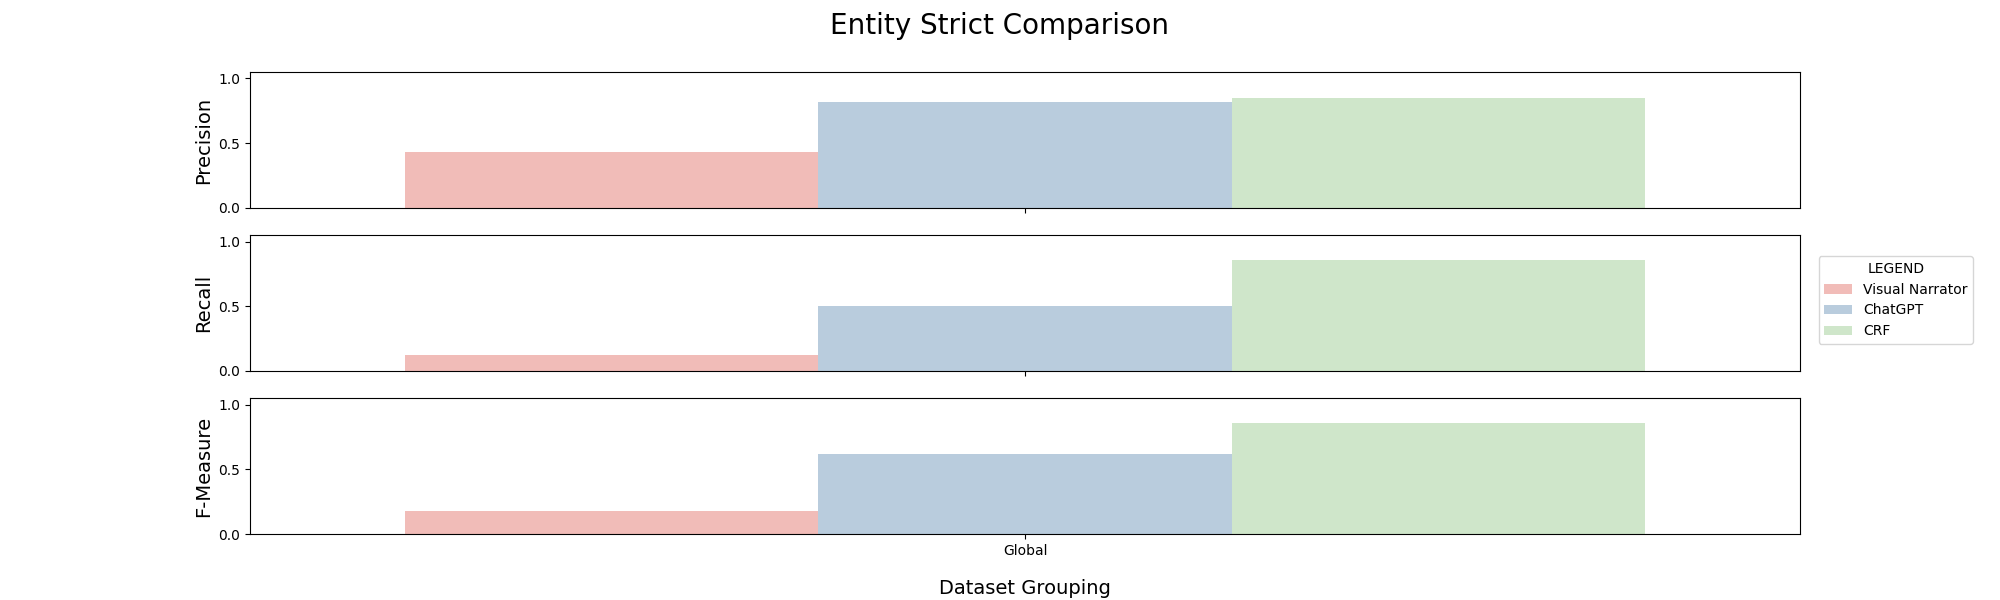 Entity Strict Comparison
Precision
1.0
0.5
0.0
Recall
1.0
0.5
0.0
F-Measure
1.0
0.5
0.0
Global
Dataset Grouping
LEGEND
Visual Narrator
ChatGPT
CRF